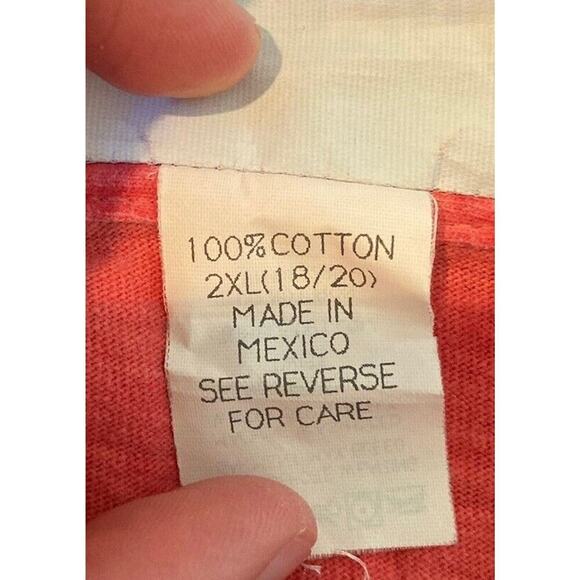 100% COTTON
2XL(18/20)
MADE IN
MEXICO
SEE REVERSE
FOR CARE